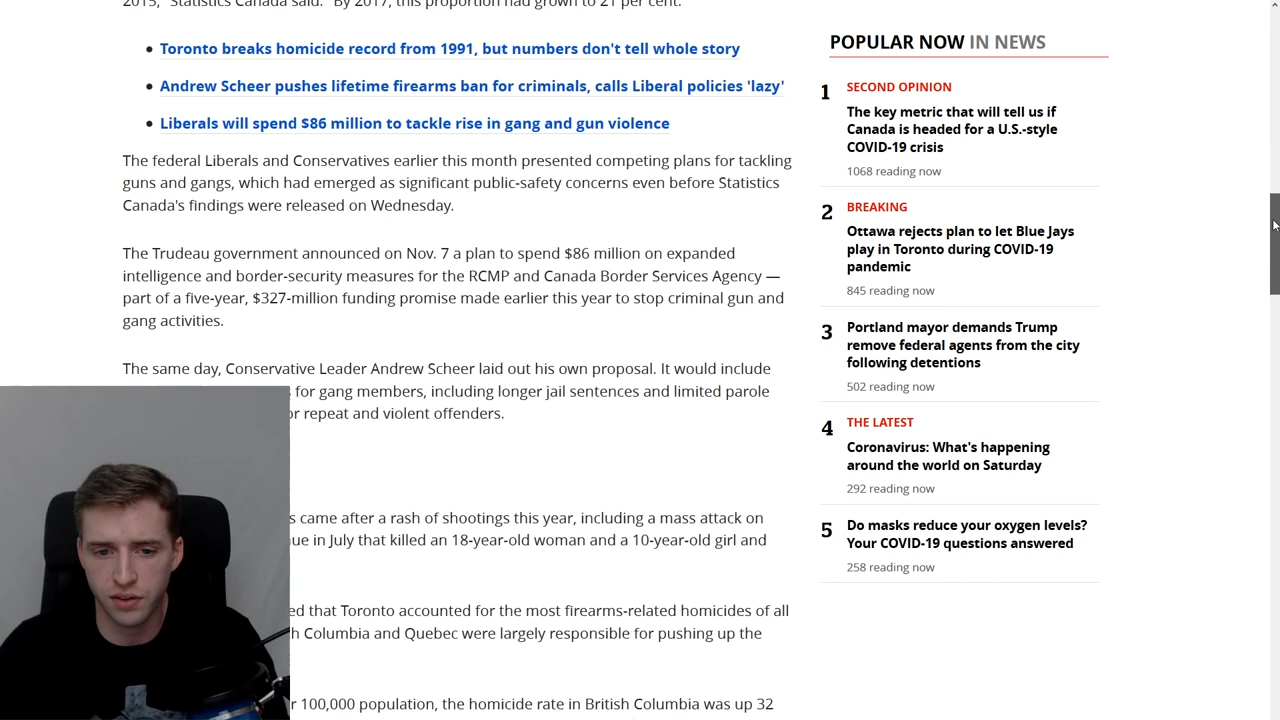 2015," Statistics Canada said. "By 2017, this proportion had grown to 21 per cent."
• Toronto breaks homicide record from 1991, but numbers don't tell whole story
• Andrew Scheer pushes lifetime firearms ban for criminals, calls Liberal policies 'lazy'
• Liberals will spend $86 million to tackle rise in gang and gun violence
The federal Liberals and Conservatives earlier this month presented competing plans for tackling
guns and gangs, which had emerged as significant public-safety concerns even before Statistics
Canada's findings were released on Wednesday.
The Trudeau government announced on Nov. 7 a plan to spend $86 million on expanded
intelligence and border-security measures for the RCMP and Canada Border Services Agency —
part of a five-year, $327-million funding promise made earlier this year to stop criminal gun and
gang activities.
The same day, Conservative Leader Andrew Scheer laid out his own proposal. It would include
for gang members, including longer jail sentences and limited parole
or repeat and violent offenders.
s came after a rash of shootings this year, including a mass attack on
ue in July that killed an 18-year-old woman and a 10-year-old girl and
ed that Toronto accounted for the most firearms-related homicides of all
h Columbia and Quebec were largely responsible for pushing up the
r 100,000 population, the homicide rate in British Columbia was up 32
POPULAR NOW IN NEWS
1 SECOND OPINION
The key metric that will tell us if
Canada is headed for a U.S.-style
COVID-19 crisis
1068 reading now
2 BREAKING
Ottawa rejects plan to let Blue Jays
play in Toronto during COVID-19
pandemic
845 reading now
3 Portland mayor demands Trump
remove federal agents from the city
following detentions
502 reading now
4 THE LATEST
Coronavirus: What's happening
around the world on Saturday
292 reading now
5 Do masks reduce your oxygen levels?
Your COVID-19 questions answered
258 reading now